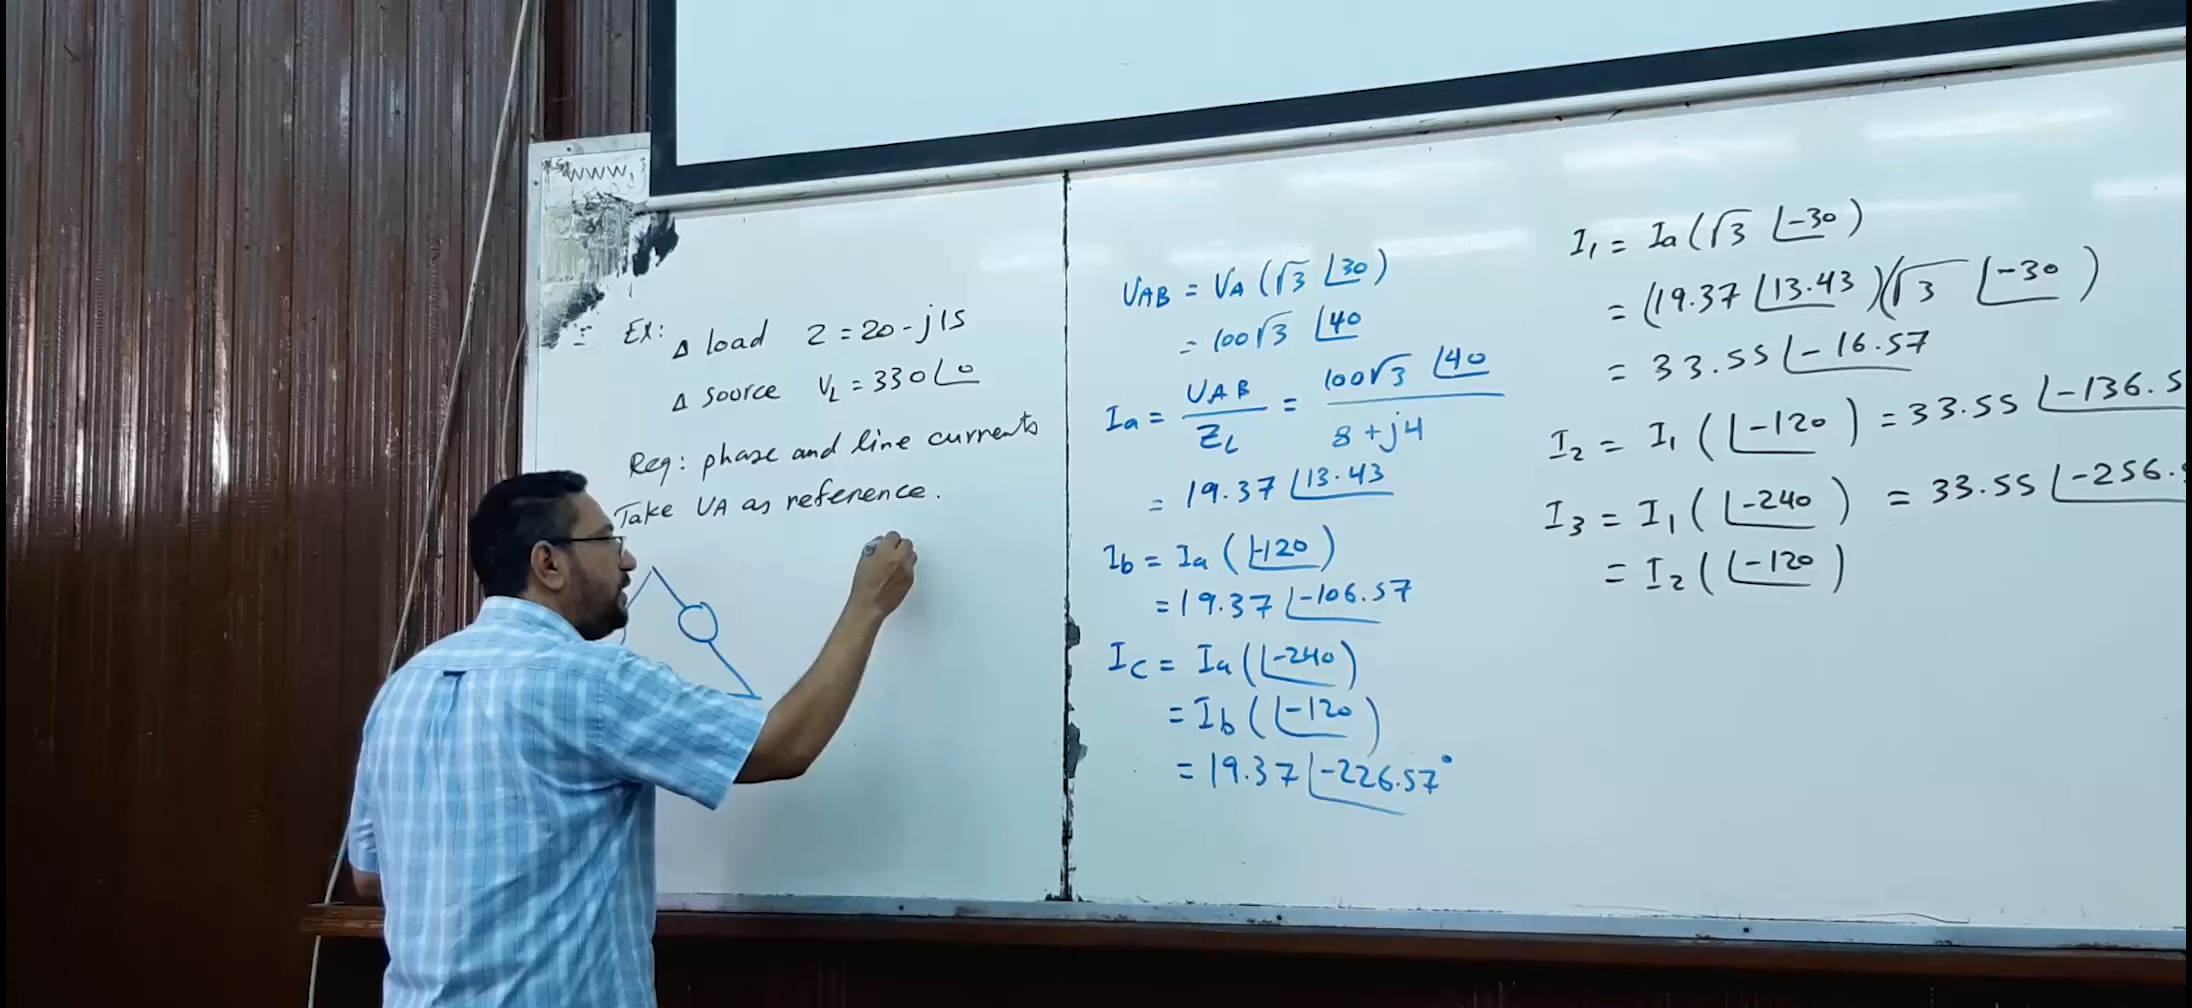 www.
Ex: Δ load Z = 20 - j15
Δ source V_L = 330∠0
Req: phase and line currents
Take VA as reference.
VAB = VA (√3 ∠30)
= 100√3 ∠40
Ia = VAB / ZL = 100√3 ∠40 / 8 + j4
= 19.37 ∠13.43
Ib = Ia (∠-120)
= 19.37 ∠-106.57
Ic = Ia (∠-240)
= Ib (∠-120)
= 19.37 ∠-226.57°
I1 = Ia (√3 ∠-30)
= (19.37 ∠13.43)(√3 ∠-30)
= 33.55 ∠-16.57
I2 = I1 (∠-120) = 33.55 ∠-136.5
I3 = I1 (∠-240) = 33.55 ∠-256.
= I2 (∠-120)